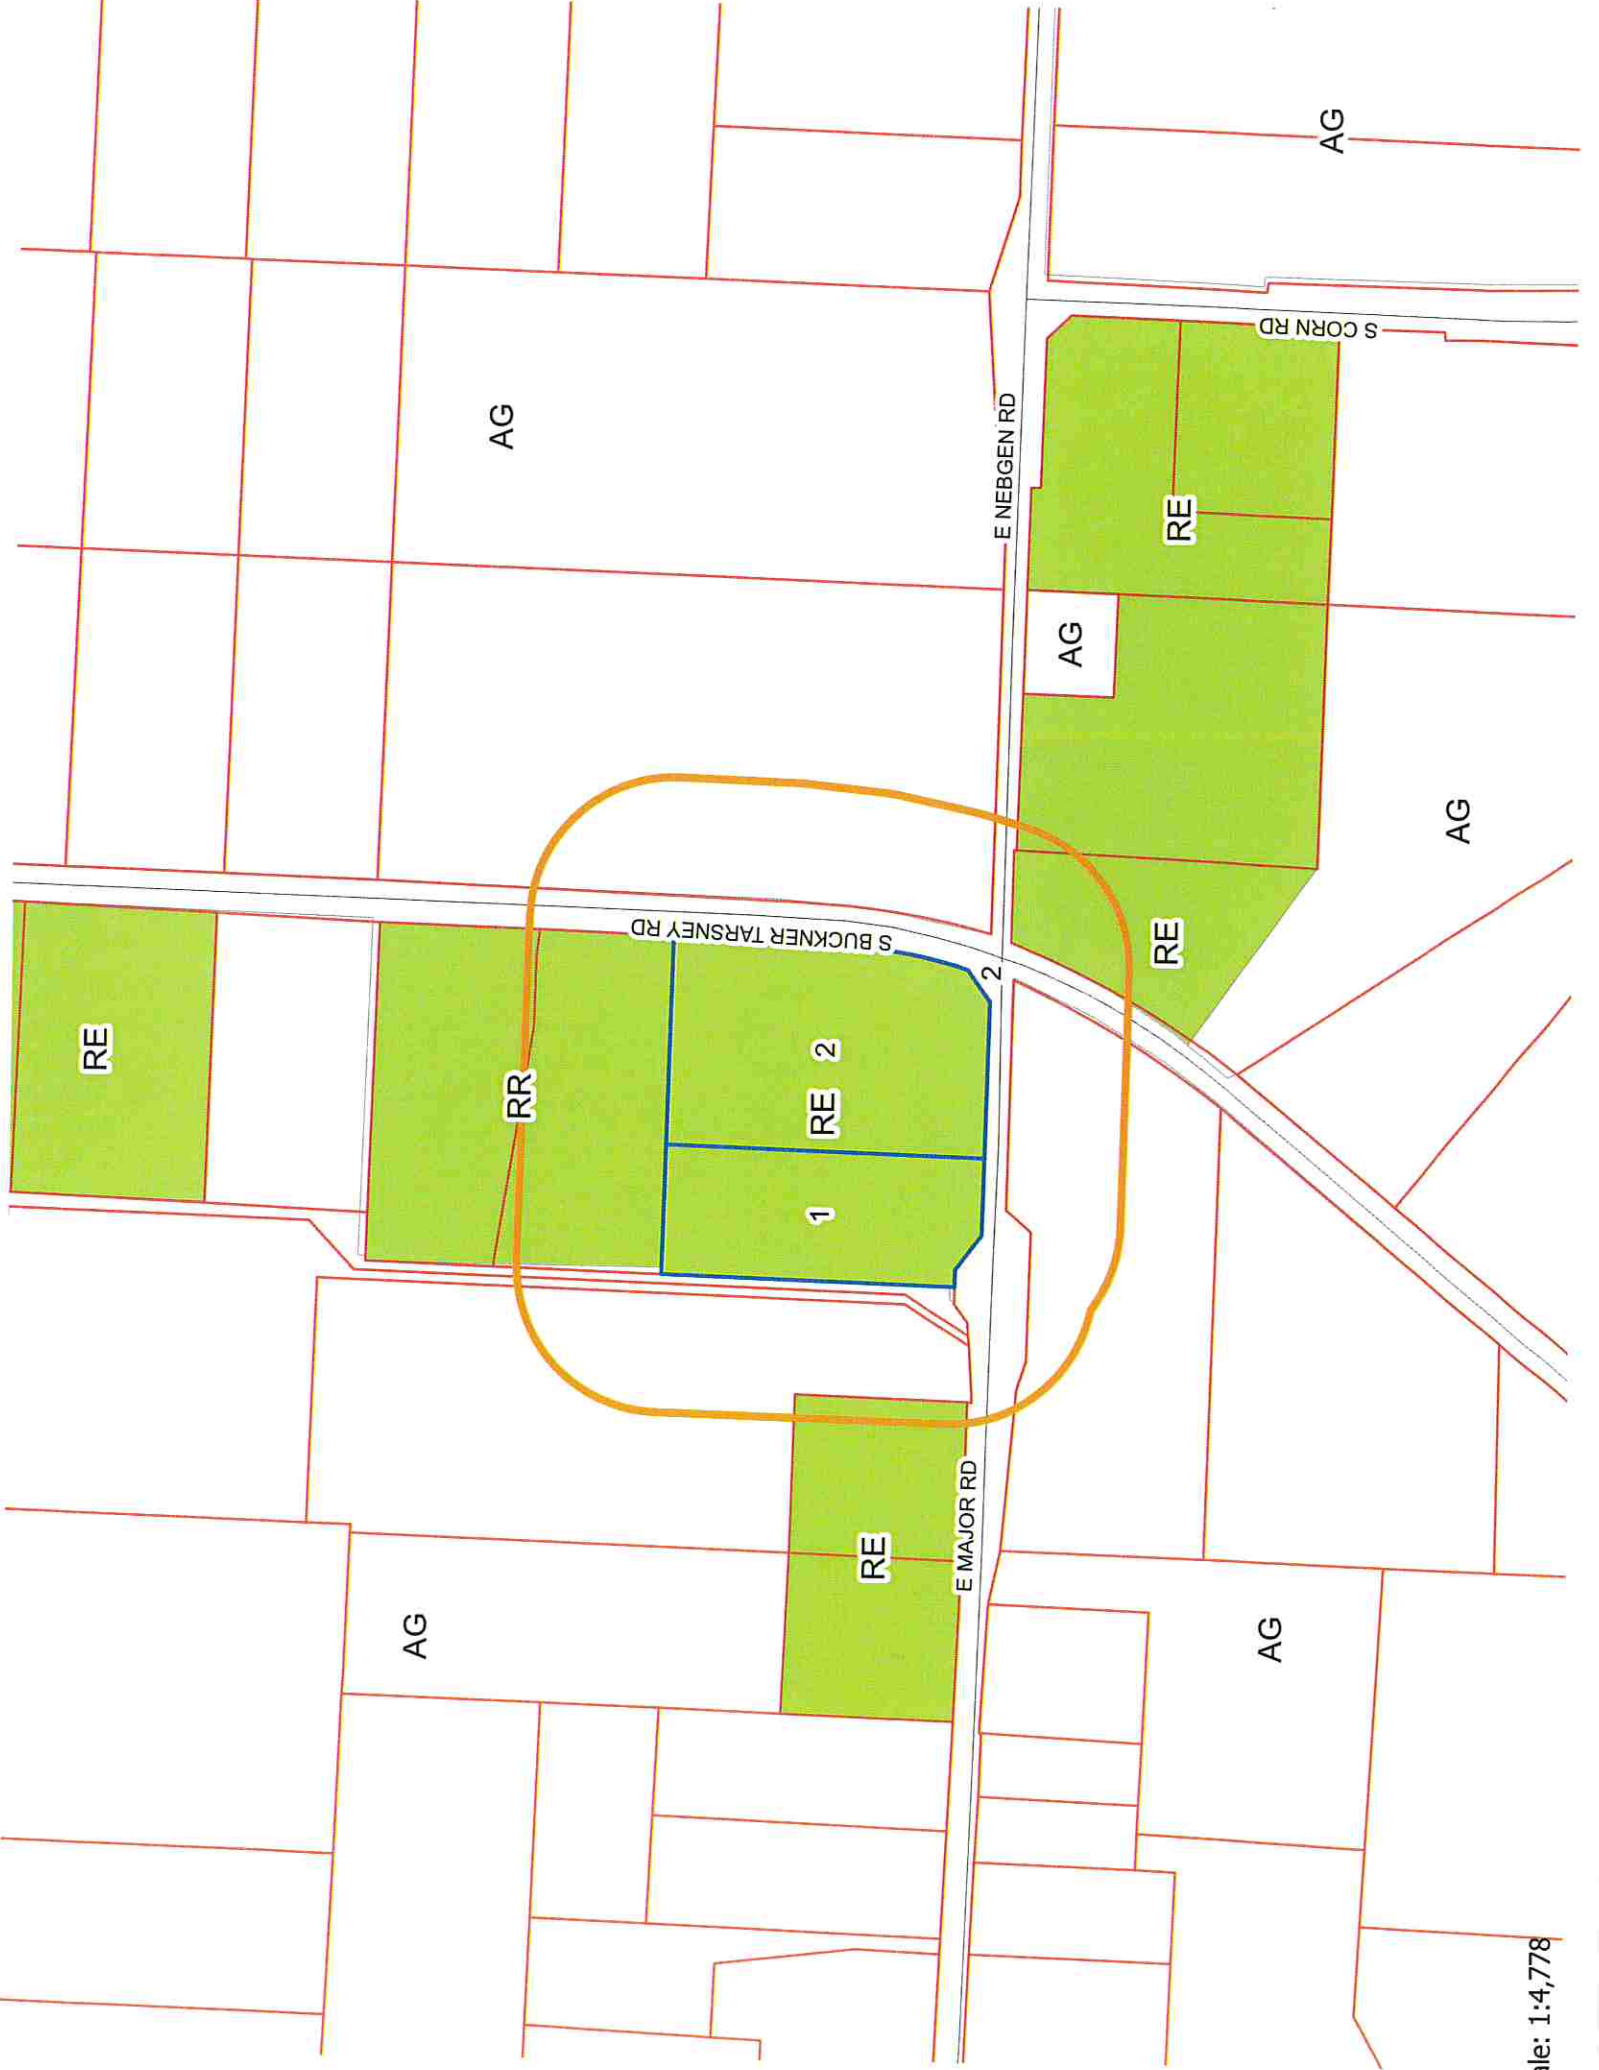 RE
RR
AG
AG
S BUCKNER TARSNEY RD
1
RE 2
2
RE
E MAJOR RD
E NEBGEN RD
AG
RE
RE
S CORN RD
AG
AG
AG
ale: 1:4,778